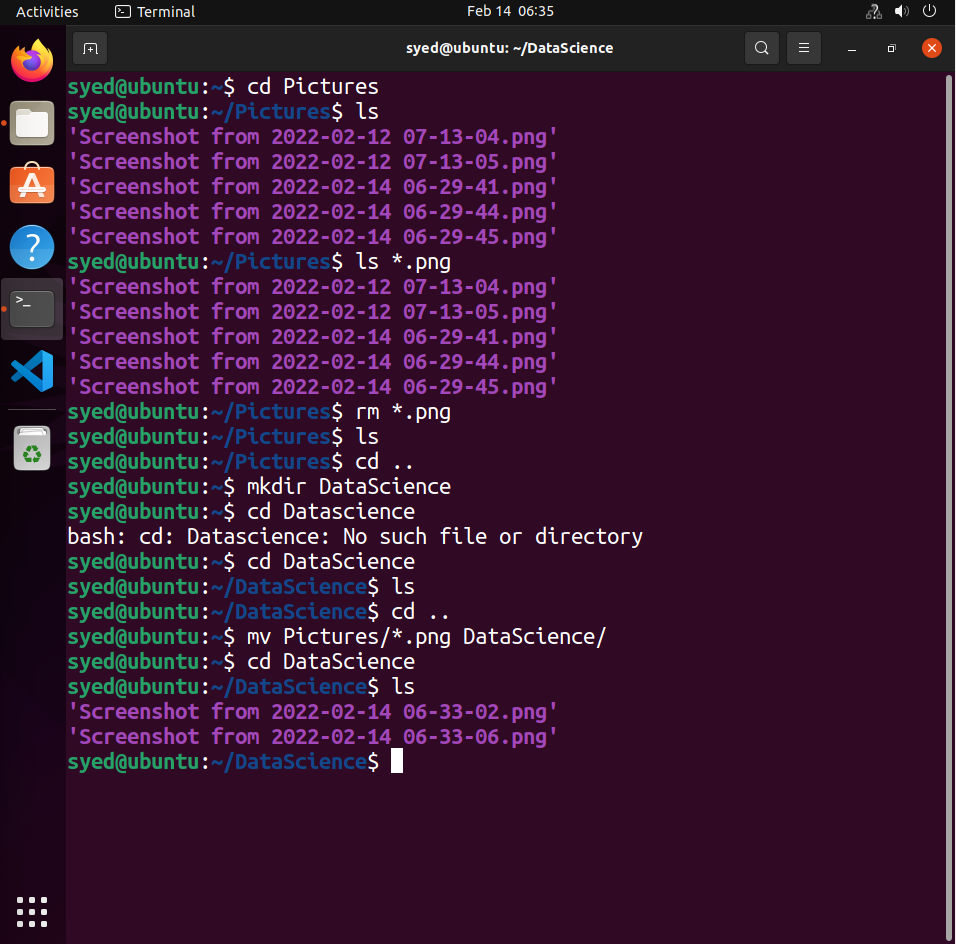 Activities Terminal Feb 14 06:35
syed@ubuntu: ~/DataScience
syed@ubuntu:~$ cd Pictures
syed@ubuntu:~/Pictures$ ls
'Screenshot from 2022-02-12 07-13-04.png'
'Screenshot from 2022-02-12 07-13-05.png'
'Screenshot from 2022-02-14 06-29-41.png'
'Screenshot from 2022-02-14 06-29-44.png'
'Screenshot from 2022-02-14 06-29-45.png'
syed@ubuntu:~/Pictures$ ls *.png
'Screenshot from 2022-02-12 07-13-04.png'
'Screenshot from 2022-02-12 07-13-05.png'
'Screenshot from 2022-02-14 06-29-41.png'
'Screenshot from 2022-02-14 06-29-44.png'
'Screenshot from 2022-02-14 06-29-45.png'
syed@ubuntu:~/Pictures$ rm *.png
syed@ubuntu:~/Pictures$ ls
syed@ubuntu:~/Pictures$ cd ..
syed@ubuntu:~$ mkdir DataScience
syed@ubuntu:~$ cd Datascience
bash: cd: Datascience: No such file or directory
syed@ubuntu:~$ cd DataScience
syed@ubuntu:~/DataScience$ ls
syed@ubuntu:~/DataScience$ cd ..
syed@ubuntu:~$ mv Pictures/*.png DataScience/
syed@ubuntu:~$ cd DataScience
syed@ubuntu:~/DataScience$ ls
'Screenshot from 2022-02-14 06-33-02.png'
'Screenshot from 2022-02-14 06-33-06.png'
syed@ubuntu:~/DataScience$